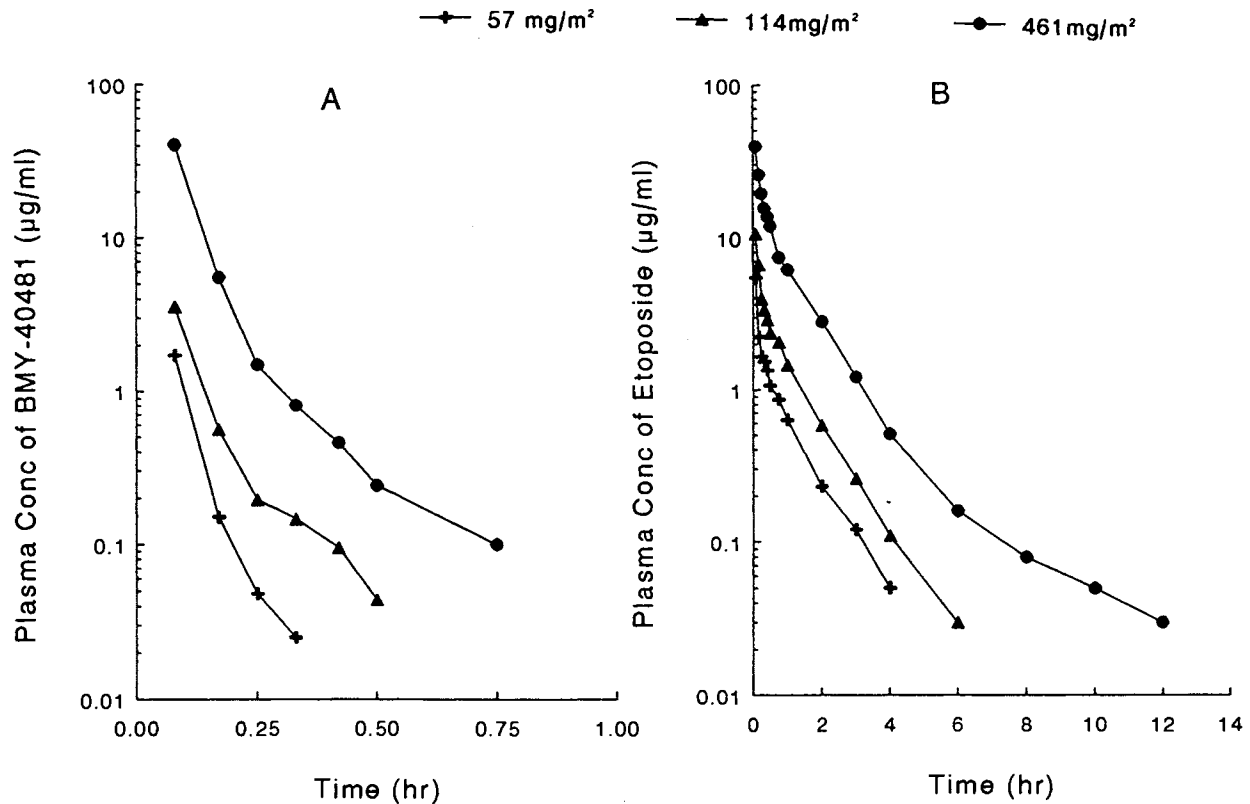 57 mg/m²
114mg/m²
461mg/m²
A
B
Plasma Conc of BMY-40481 (μg/ml)
100
10
1
0.1
0.01
0.00
0.25
0.50
0.75
1.00
Time (hr)
Plasma Conc of Etoposide (μg/ml)
100
10
1
0.1
0.01
0
2
4
6
8
10
12
14
Time (hr)